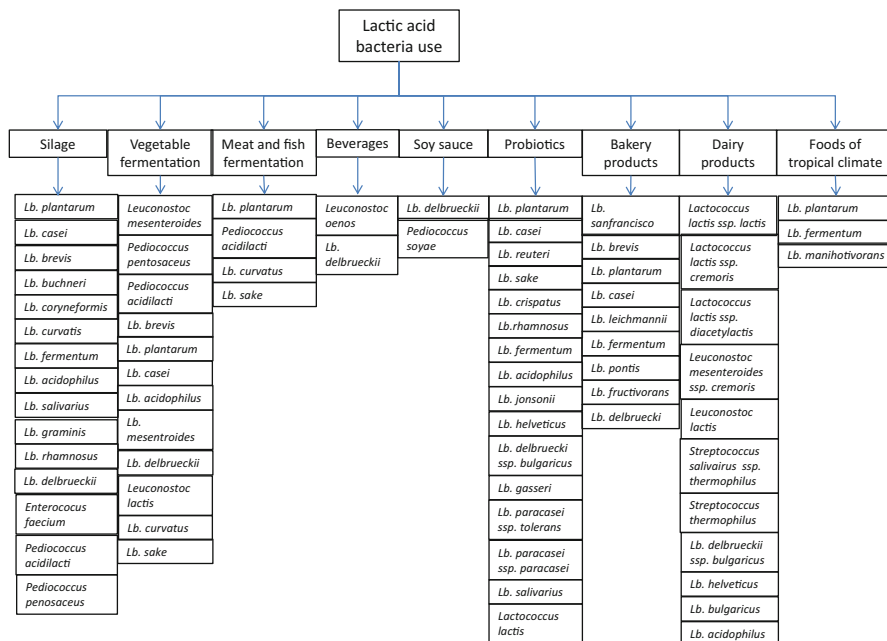 Lactic acid
bacteria use
Silage
Vegetable
fermentation
Meat and fish
fermentation
Beverages
Soy sauce
Probiotics
Bakery
products
Dairy
products
Foods of
tropical climate
Lb. plantarum
Lb. casei
Lb. brevis
Lb. buchneri
Lb. coryneformis
Lb. curvatis
Lb. fermentum
Lb. acidophilus
Lb. salivarius
Lb. graminis
Lb. rhamnosus
Lb. delbrueckii
Enterococus
faecium
Pediococcus
acidilacti
Pediococcus
penosaceus
Leuconostoc
mesenteroides
Pediococcus
pentosaceus
Pediococcus
acidilacti
Lb. brevis
Lb. plantarum
Lb. casei
Lb. acidophilus
Lb.
mesentroides
Lb. delbrueckii
Leuconostoc
lactis
Lb. curvatus
Lb. sake
Lb. plantarum
Pediococcus
acidilacti
Lb. curvatus
Lb. sake
Leuconostoc
oenos
Lb.
delbrueckii
Lb. delbrueckii
Pediococcus
soyae
Lb. plantarum
Lb. casei
Lb. reuteri
Lb. sake
Lb. crispatus
Lb.rhamnosus
Lb. fermentum
Lb. acidophilus
Lb. jonsonii
Lb. helveticus
Lb. delbruecki
ssp. bulgaricus
Lb. gasseri
Lb. paracasei
ssp. tolerans
Lb. paracasei
ssp. paracasei
Lb. salivarius
Lactococcus
lactis
Lb.
sanfrancisco
Lb. brevis
Lb. plantarum
Lb. casei
Lb. leichmannii
Lb. fermentum
Lb. pontis
Lb. fructivorans
Lb. delbruecki
Lactococcus
lactis ssp. lactis
Lactococcus
lactis ssp.
cremoris
Lactococcus
lactis ssp.
diacetylactis
Leuconostoc
mesenteroides
ssp. cremoris
Leuconostoc
lactis
Streptococcus
salivairus ssp.
thermophilus
Streptococcus
thermophilus
Lb. delbrueckii
ssp. bulgaricus
Lb. helveticus
Lb. bulgaricus
Lb. acidophilus
Lb. plantarum
Lb. fermentum
Lb. manihotivorans